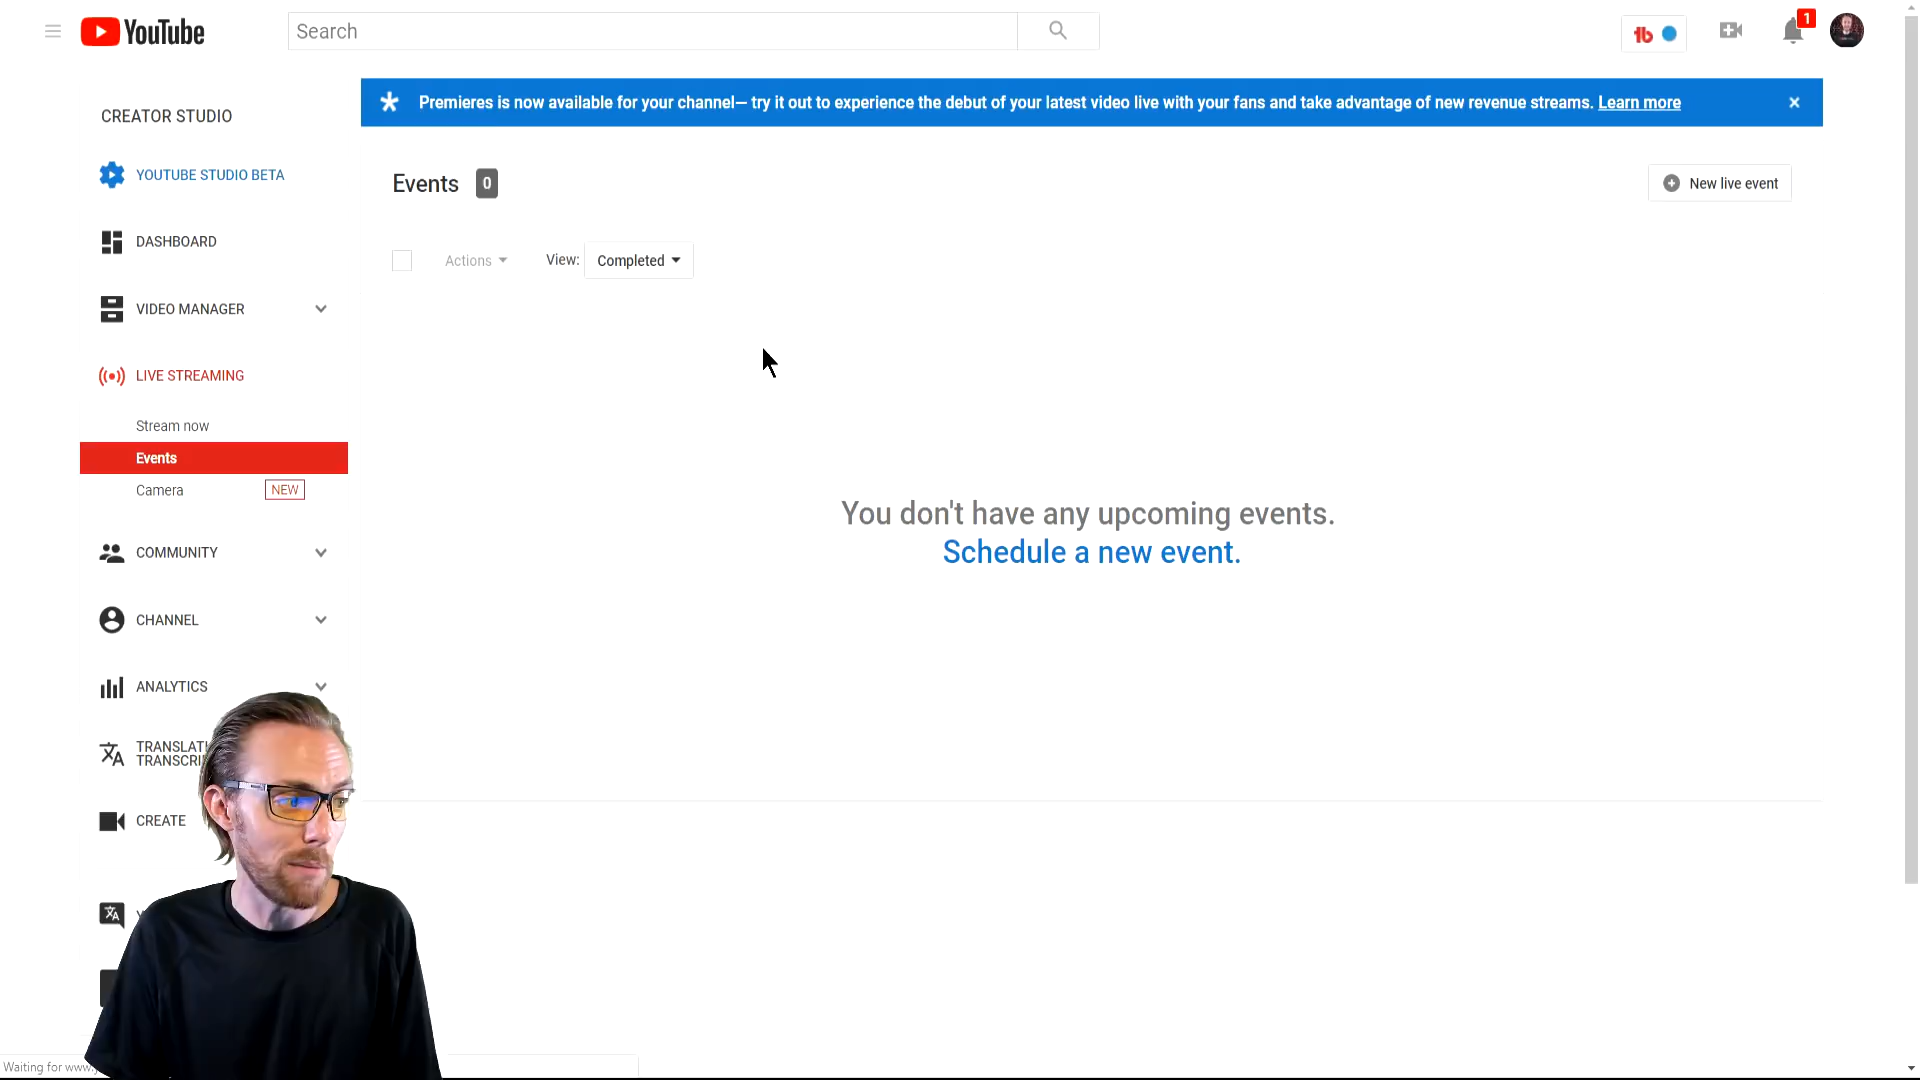 YouTube
Search
1
CREATOR STUDIO
Premieres is now available for your channel— try it out to experience the debut of your latest video live with your fans and take advantage of new revenue streams. Learn more
YOUTUBE STUDIO BETA
Events 0
New live event
DASHBOARD
Actions
View: Completed
VIDEO MANAGER
LIVE STREAMING
Stream now
Events
Camera NEW
You don't have any upcoming events.
Schedule a new event.
COMMUNITY
CHANNEL
ANALYTICS
CREATE
Waiting for